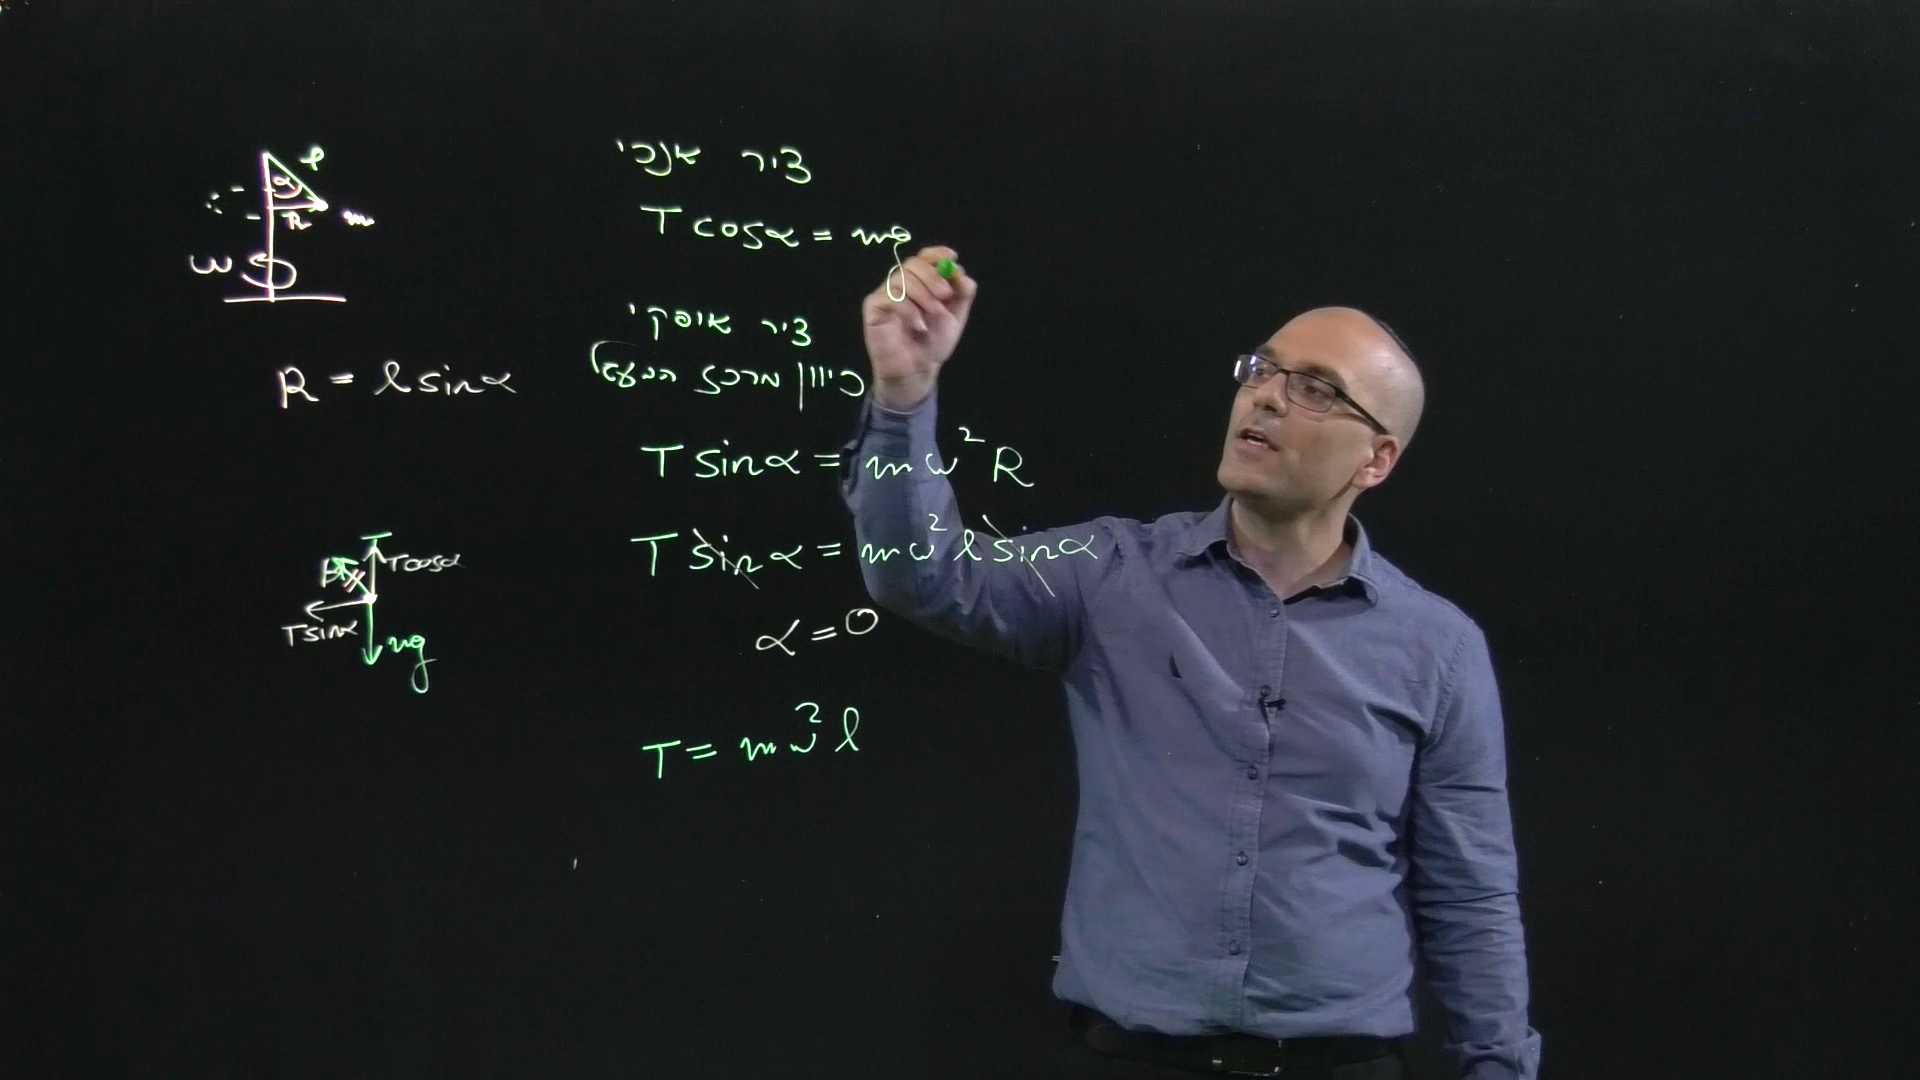 l
α
R m
ω
R = l sinα
T
T cosα
T sinα
mg
ציר אנכי
T cosα = mg
ציר אופקי
כיוון מרכז המעגל
T sinα = mω²R
T sinα = mω² l sinα
α = 0
T = mω² l